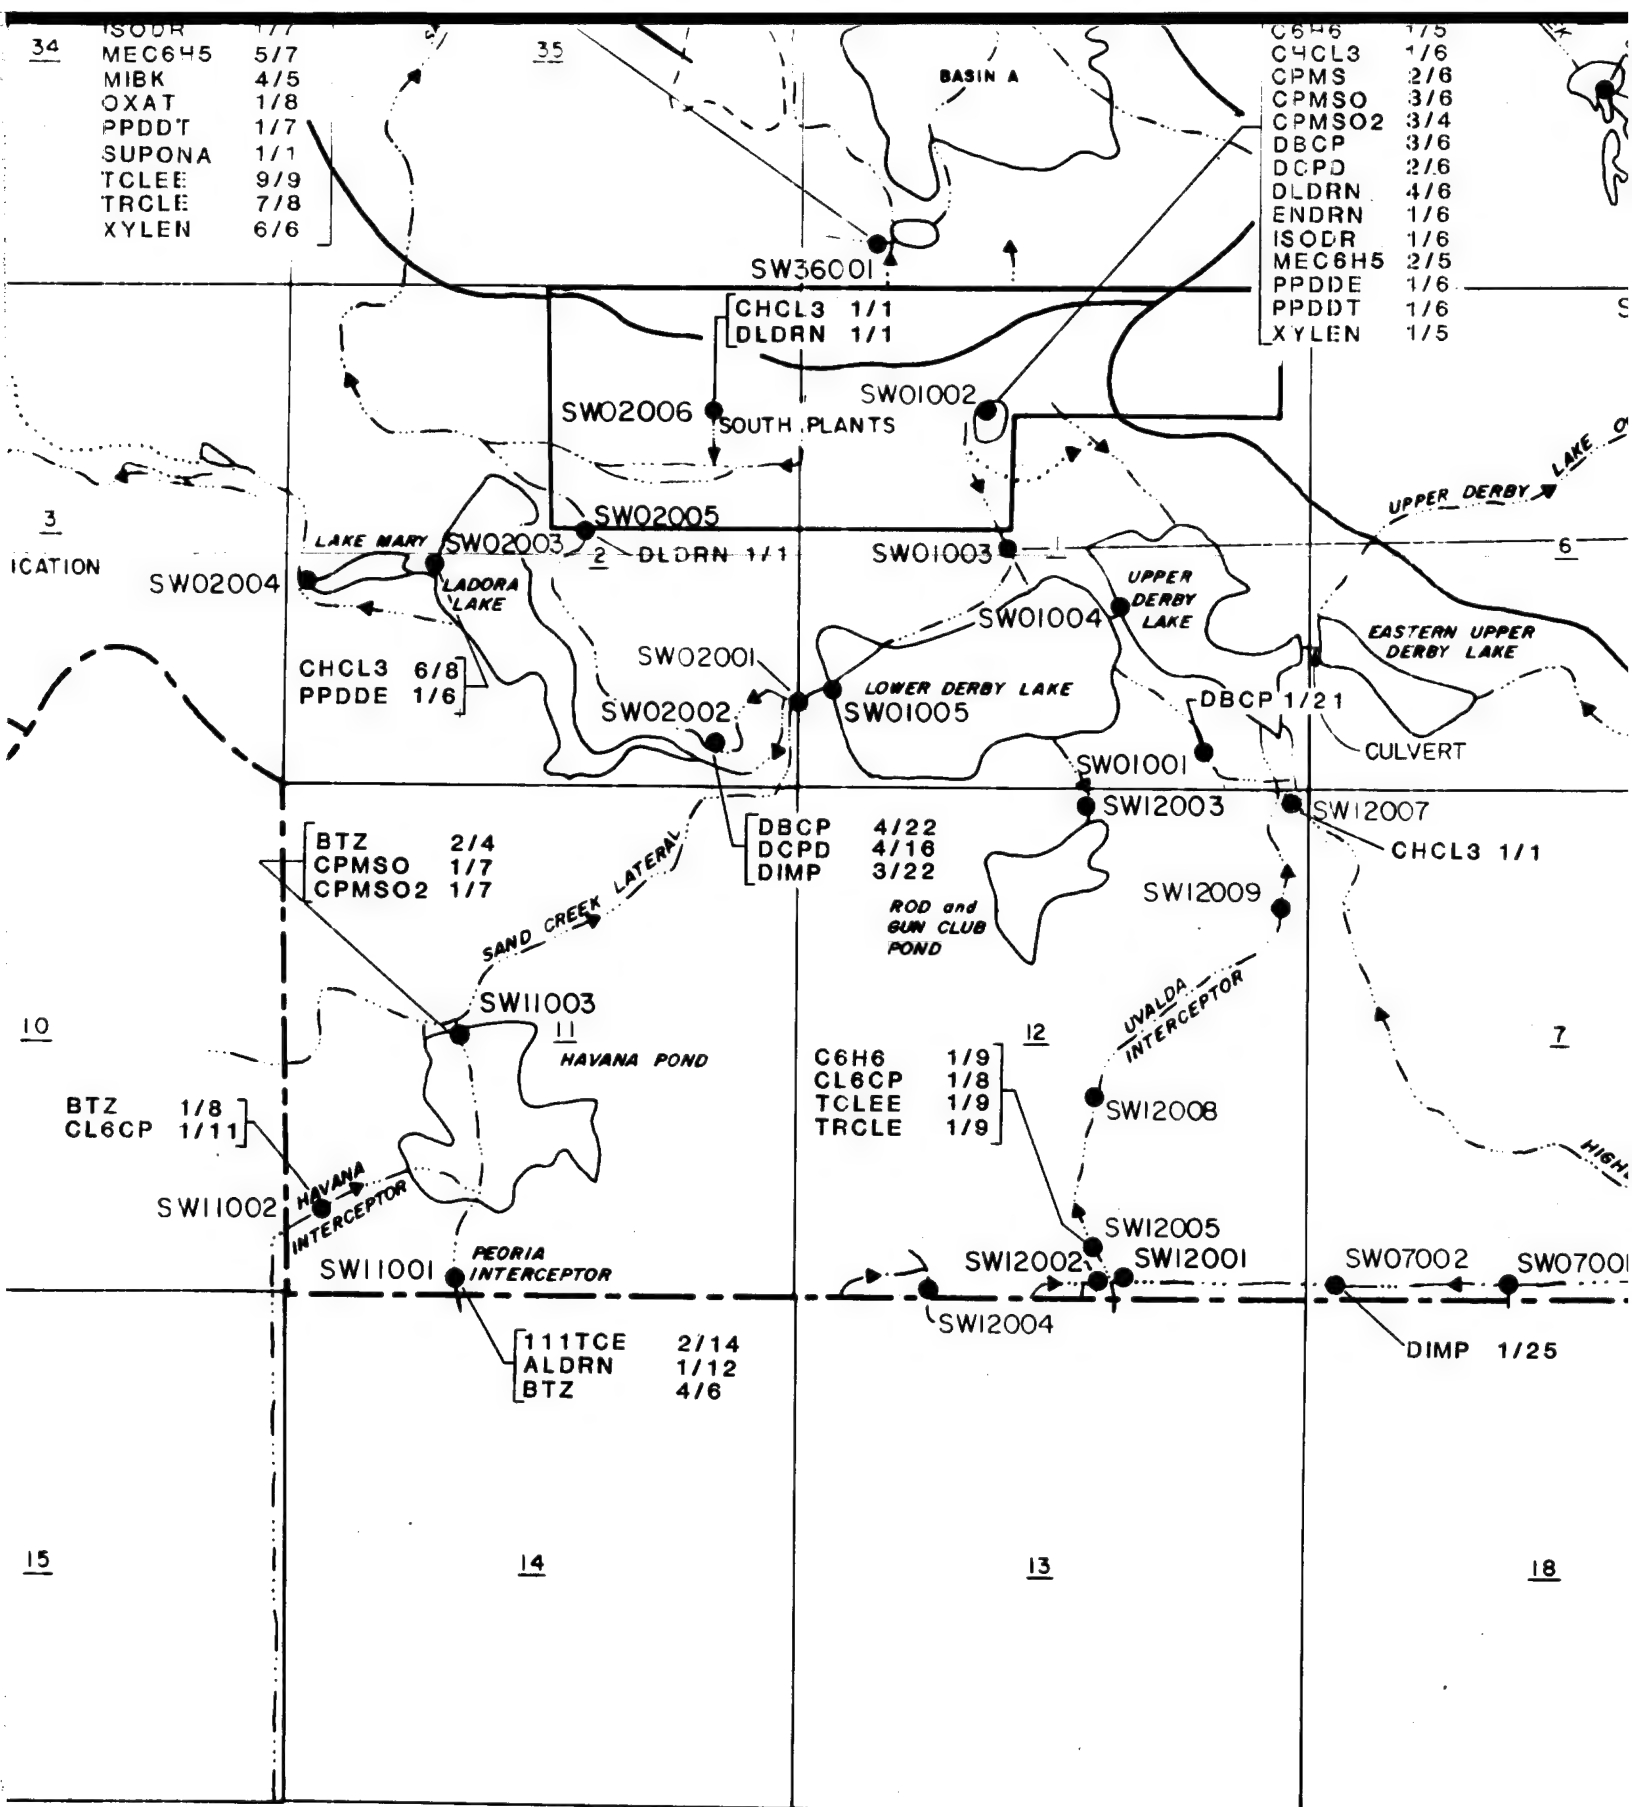 34
ISODR 1/7
MEC6H5 5/7
MIBK 4/5
OXAT 1/8
PPDDT 1/7
SUPONA 1/1
TCLEE 9/9
TRCLE 7/8
XYLEN 6/6
35
BASIN A
C6H6 1/5
CHCL3 1/6
CPMS 2/6
CPMSO 3/6
CPMSO2 3/4
DBCP 3/6
DCPD 2/6
DLDRN 4/6
ENDRN 1/6
ISODR 1/6
MEC6H5 2/5
PPDDE 1/6
PPDDT 1/6
XYLEN 1/5
SW36001
CHCL3 1/1
DLDRN 1/1
SW02006
SOUTH PLANTS
SW01002
UPPER DERBY LAKE
3
ICATION
LAKE MARY
SW02003
SW02005
2
DLDRN 1/1
SW01003
1
6
SW02004
LADORA
LAKE
UPPER
DERBY
LAKE
SW01004
EASTERN UPPER
DERBY LAKE
CHCL3 6/8
PPDDE 1/6
SW02001
SW02002
LOWER DERBY LAKE
SW01005
DBCP 1/21
CULVERT
SW01001
SW12003
SW12007
CHCL3 1/1
BTZ 2/4
CPMSO 1/7
CPMSO2 1/7
DBCP 4/22
DCPD 4/16
DIMP 3/22
SAND CREEK LATERAL
ROD and
GUN CLUB
POND
SW12009
SW11003
10
11
HAVANA POND
UVALDA
INTERCEPTOR
12
7
C6H6 1/9
CL6CP 1/8
TCLEE 1/9
TRCLE 1/9
SW12008
BTZ 1/8
CL6CP 1/11
SW11002
HAVANA
INTERCEPTOR
SW11001
PEORIA
INTERCEPTOR
SW12005
SW12002
SW12001
SW07002
SW07001
SW12004
DIMP 1/25
111TCE 2/14
ALDRN 1/12
BTZ 4/6
15
14
13
18